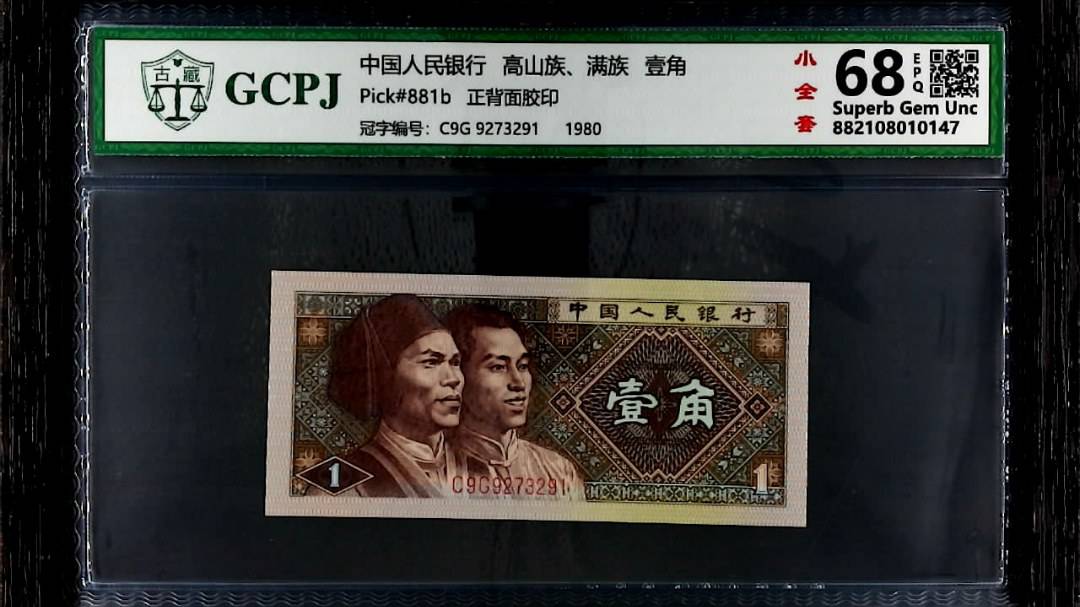 古藏
GCPJ
中国人民银行 高山族、满族 壹角
Pick#881b 正背面胶印
冠字编号: C9G 9273291 1980
小全套
68
EPQ
Superb Gem Unc
882108010147
中国人民银行
壹角
1
C9G9273291
1